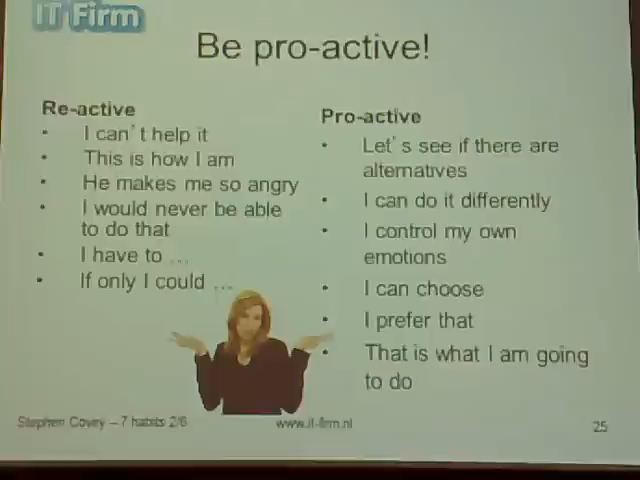 IT Firm
Be pro-active!
Re-active
• I can't help it
• This is how I am
• He makes me so angry
• I would never be able
to do that
• I have to ...
• If only I could ...
Pro-active
• Let's see if there are
alternatives
• I can do it differently
• I control my own
emotions
• I can choose
• I prefer that
• That is what I am going
to do
Stephen Covey – 7 habits 2/6
www.it-firm.nl
25